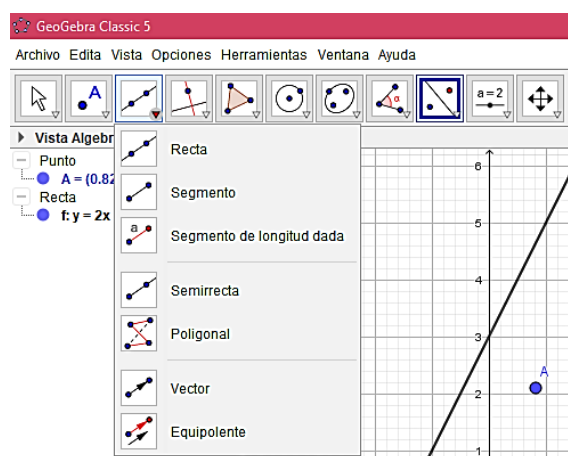 GeoGebra Classic 5
Archivo Edita Vista Opciones Herramientas Ventana Ayuda
A
α
a=2
Vista Algebr
Punto
A = (0.82
Recta
f: y = 2x
Recta
Segmento
a
Segmento de longitud dada
Semirrecta
Poligonal
Vector
Equipolente
6
5
4
3
2
1
A